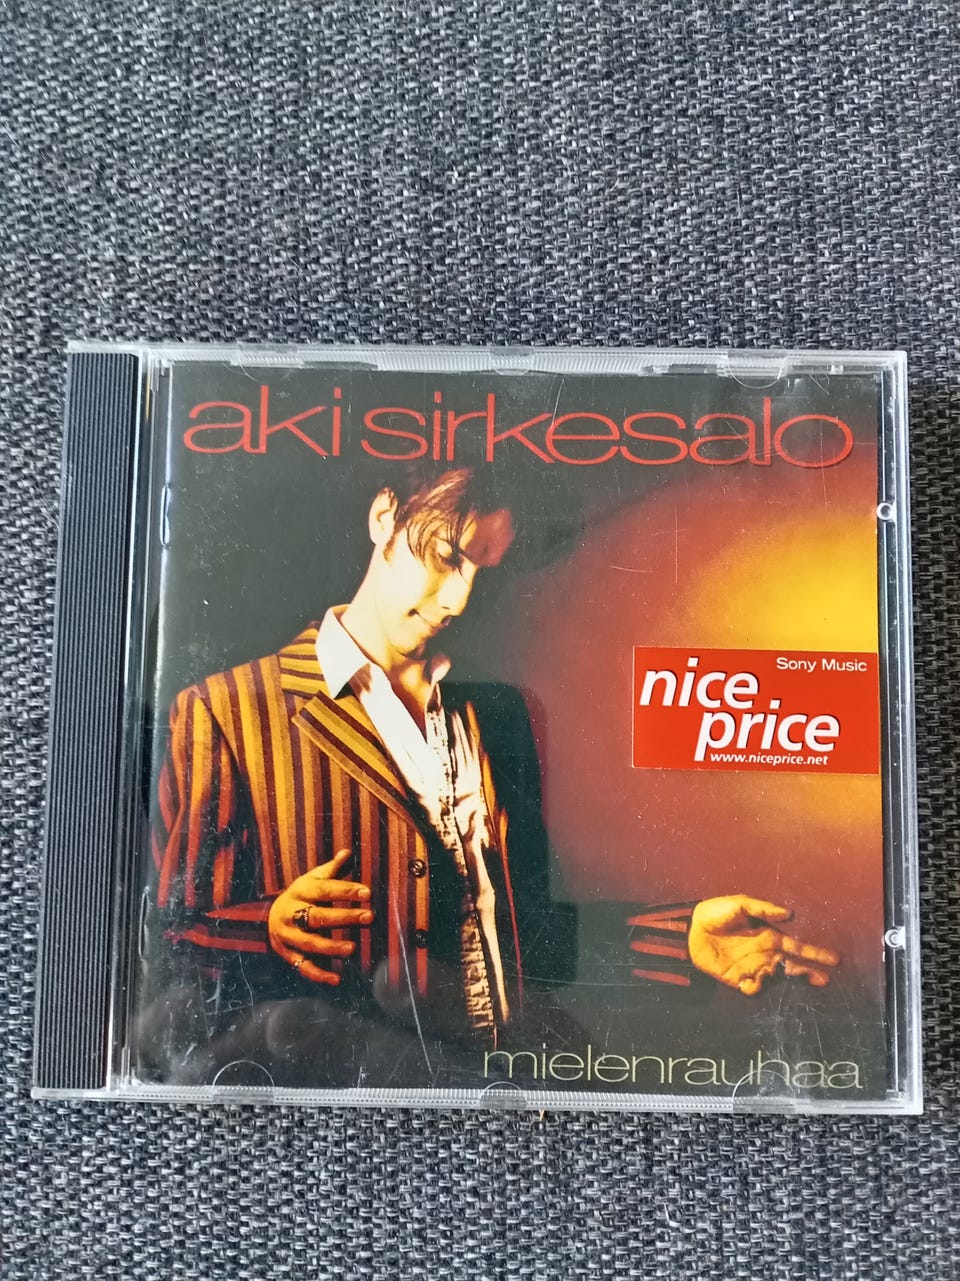 aki sirkesalo
Sony Music
nice
price
www.niceprice.net
mielenrauhaa